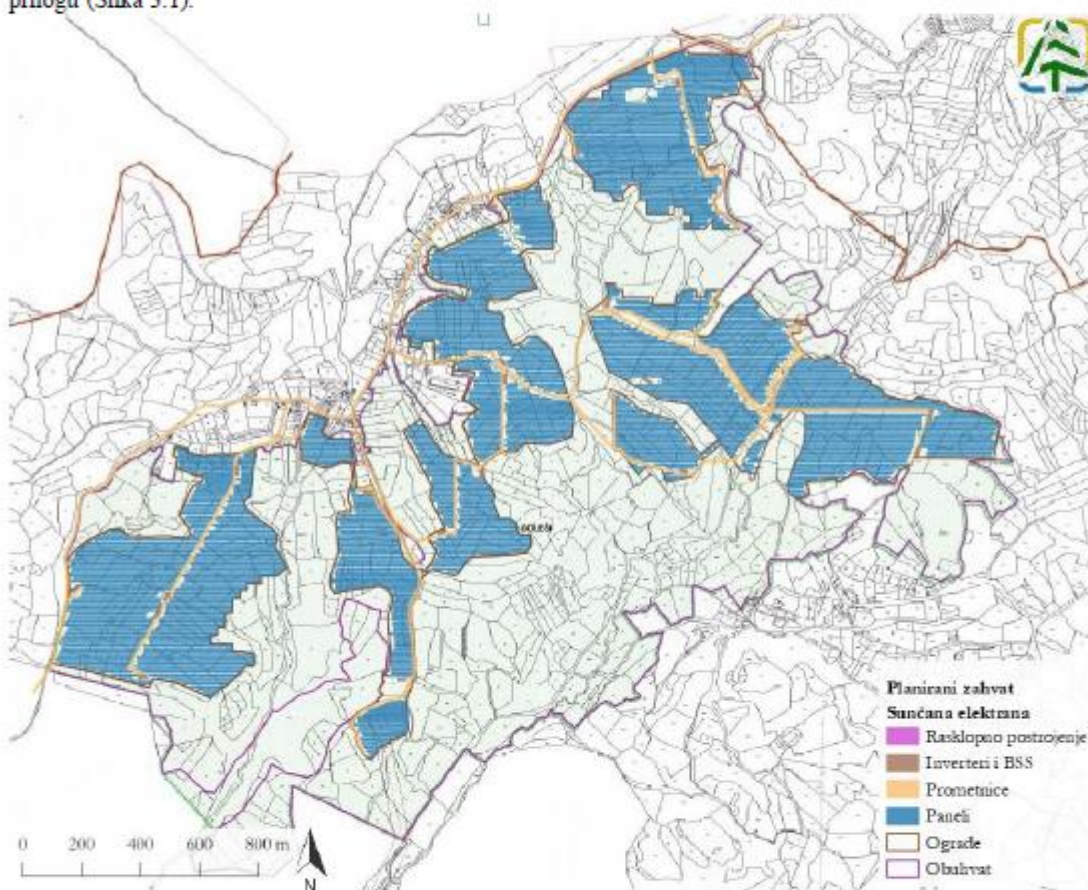 prilogu (Slika 3.1).
Planirani zahvat
Sunčana elektrana
Rasklopno postrojenje
Inverteri i BSS
Prometnice
Paneli
Ograde
Obuhvat
0 200 400 600 800 m
N